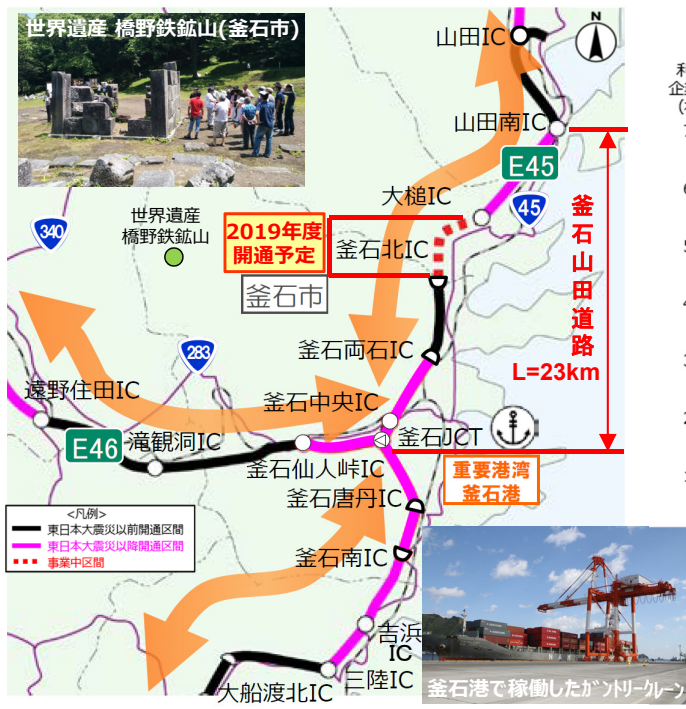 世界遺産 橋野鉄鉱山(釜石市)
N
山田IC
山田南IC
E45
大槌IC
45
340
世界遺産
橋野鉄鉱山
2019年度
開通予定
釜石北IC
釜石市
釜石山田道路
L=23km
283
釜石両石IC
遠野住田IC
釜石中央IC
E46
滝観洞IC
釜石JCT
釜石仙人峠IC
重要港湾
釜石港
釜石唐丹IC
<凡例>
東日本大震災以前開通区間
東日本大震災以降開通区間
事業中区間
釜石南IC
吉浜
IC
三陸IC
大船渡北IC
釜石港で稼働したガントリークレーン